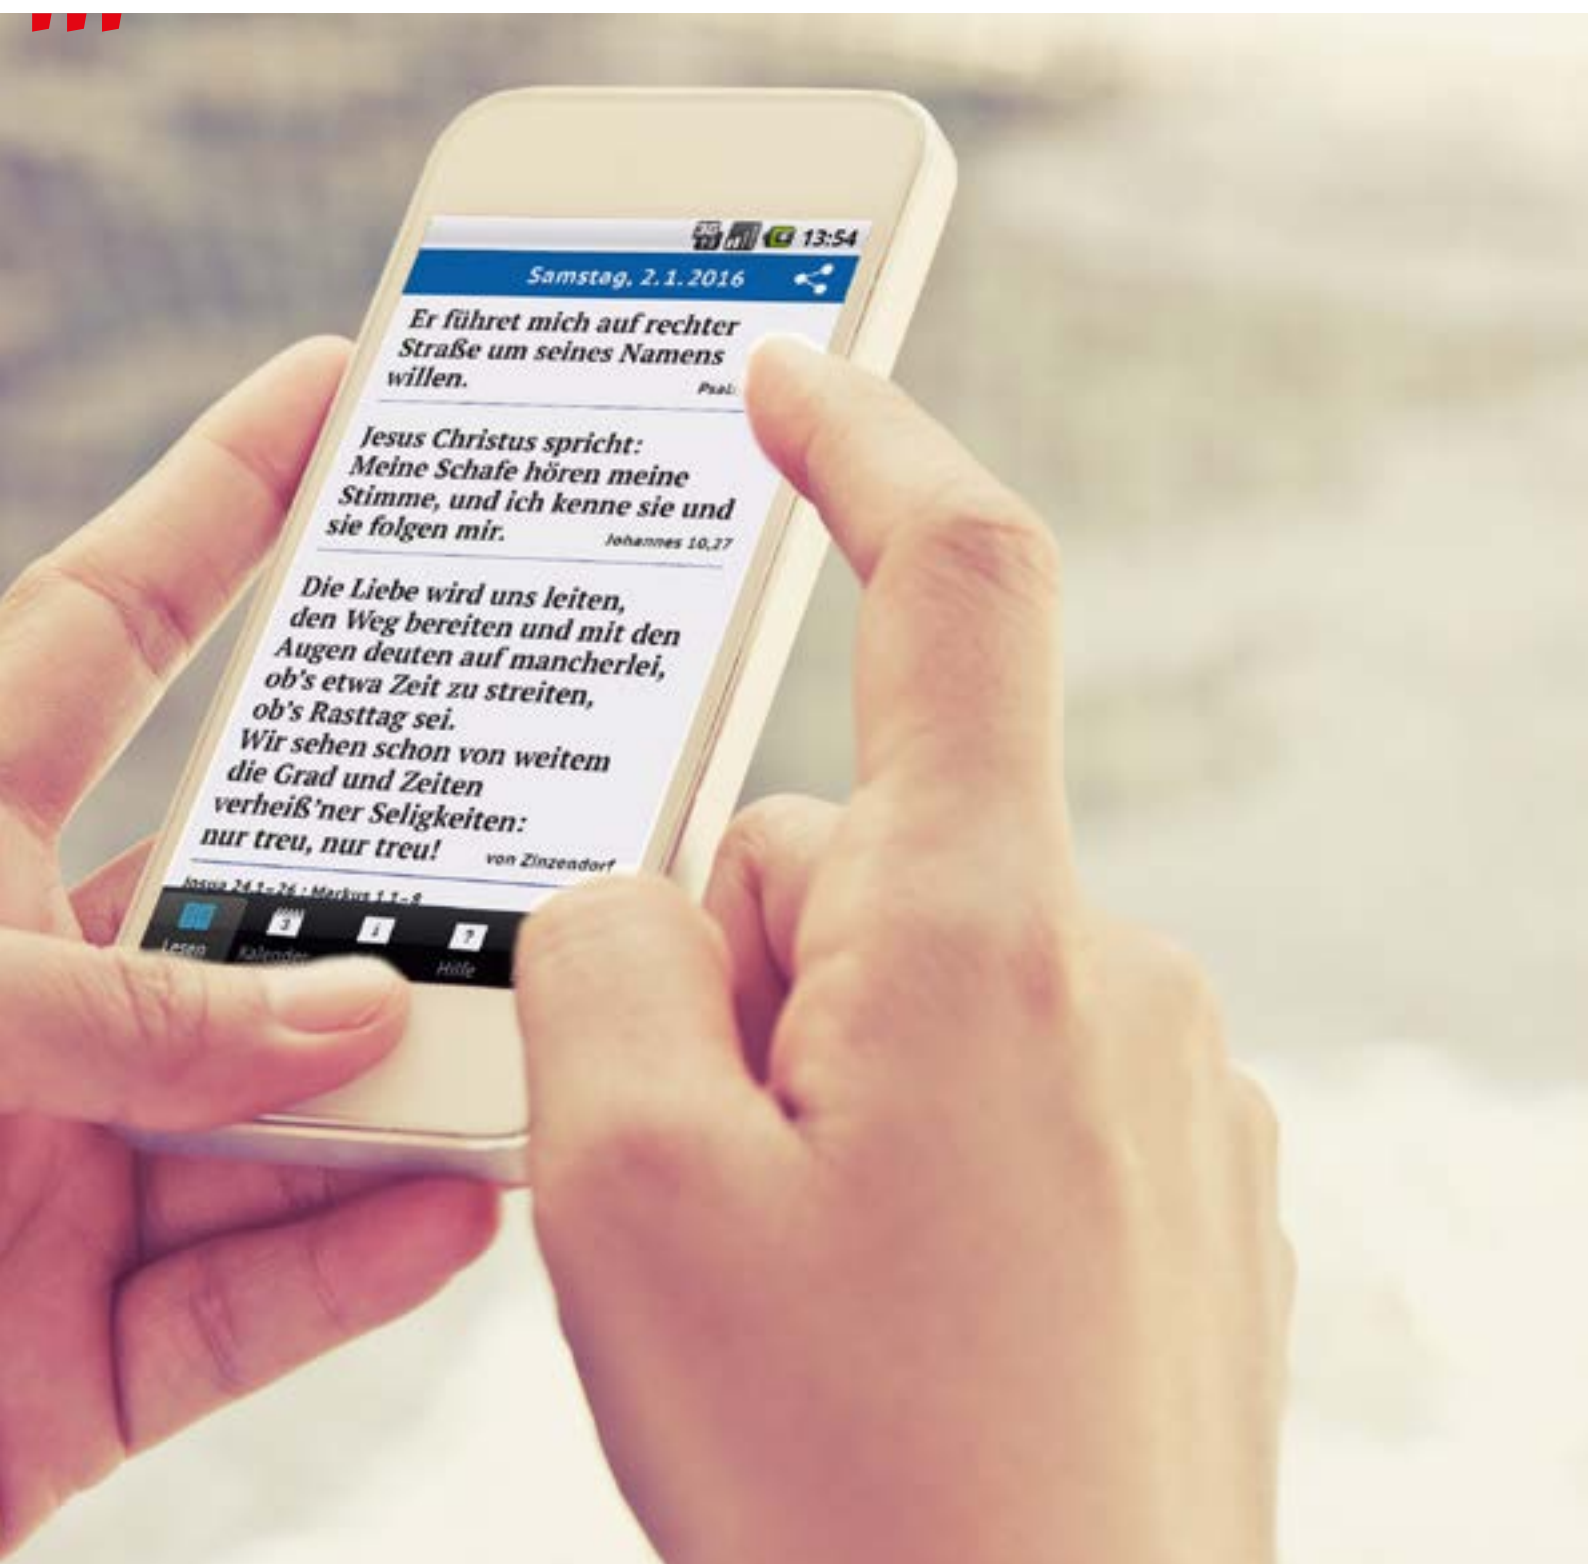 13:54
Samstag, 2.1.2016
Er führet mich auf rechter
Straße um seines Namens
willen.
Jesus Christus spricht:
Meine Schafe hören meine
Stimme, und ich kenne sie und
sie folgen mir.
Johannes 10,27
Die Liebe wird uns leiten,
den Weg bereiten und mit den
Augen deuten auf mancherlei,
ob's etwa Zeit zu streiten,
ob's Rasttag sei.
Wir sehen schon von weitem
die Grad und Zeiten
verheiß'ner Seligkeiten:
nur treu, nur treu!
von Zinzendorf
Josua 24,1–26 : Markus 1,1–8
3 i ?
Lesen Kalender Hilfe